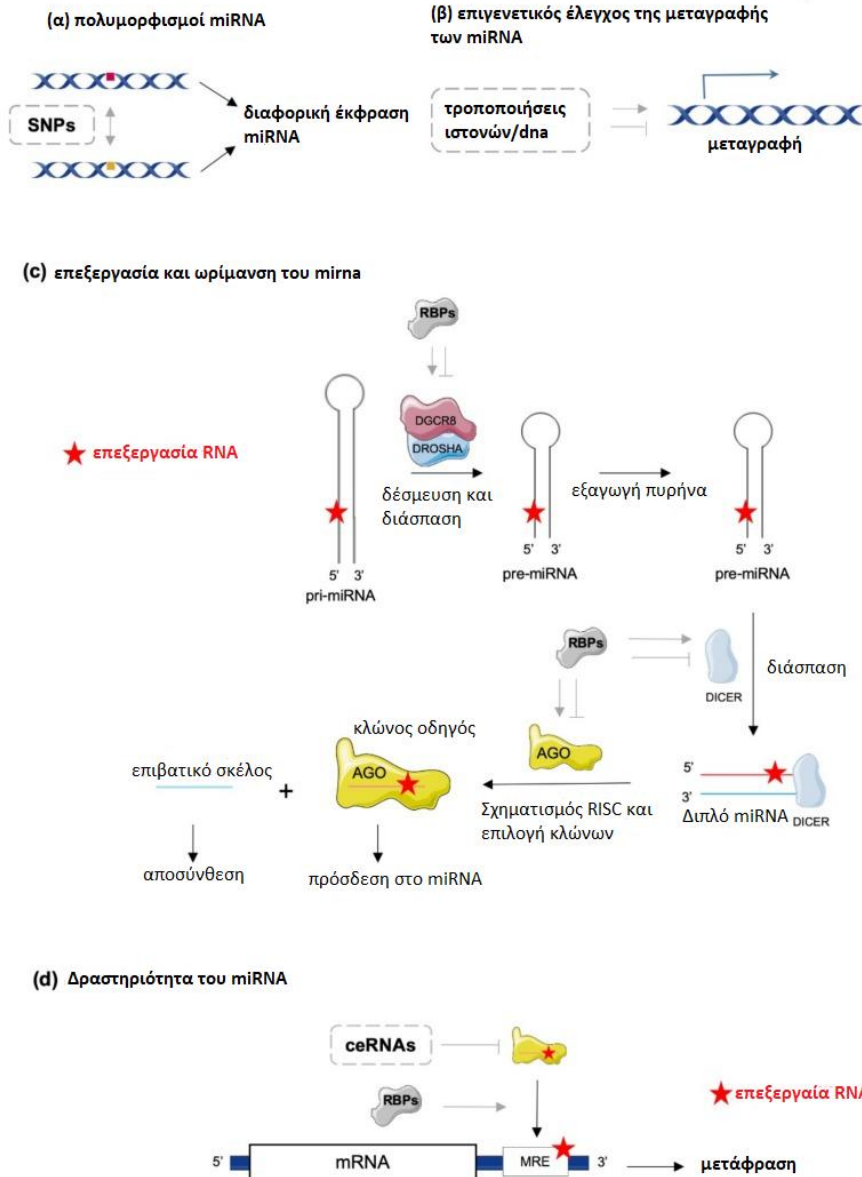 (α) πολυμορφισμοί miRNA
(β) επιγενετικός έλεγχος της μεταγραφής
των miRNA
SNPs
διαφορική έκφραση
miRNA
τροποποιήσεις
ιστονών/dna
μεταγραφή
(c) επεξεργασία και ωρίμανση του mirna
RBPs
DGCR8
DROSHA
επεξεργασία RNA
δέσμευση και
διάσπαση
εξαγωγή πυρήνα
5' 3'
pri-miRNA
5' 3'
pre-miRNA
5' 3'
pre-miRNA
RBPs
DICER
διάσπαση
κλώνος οδηγός
AGO
επιβατικό σκέλος
+
AGO
5'
3'
Σχηματισμός RISC και
επιλογή κλώνων
Διπλό miRNA
DICER
αποσύνθεση
πρόσδεση στο miRNA
(d) Δραστηριότητα του miRNA
ceRNAs
RBPs
επεξεργαία RNA
5'
mRNA
MRE
3'
μετάφραση